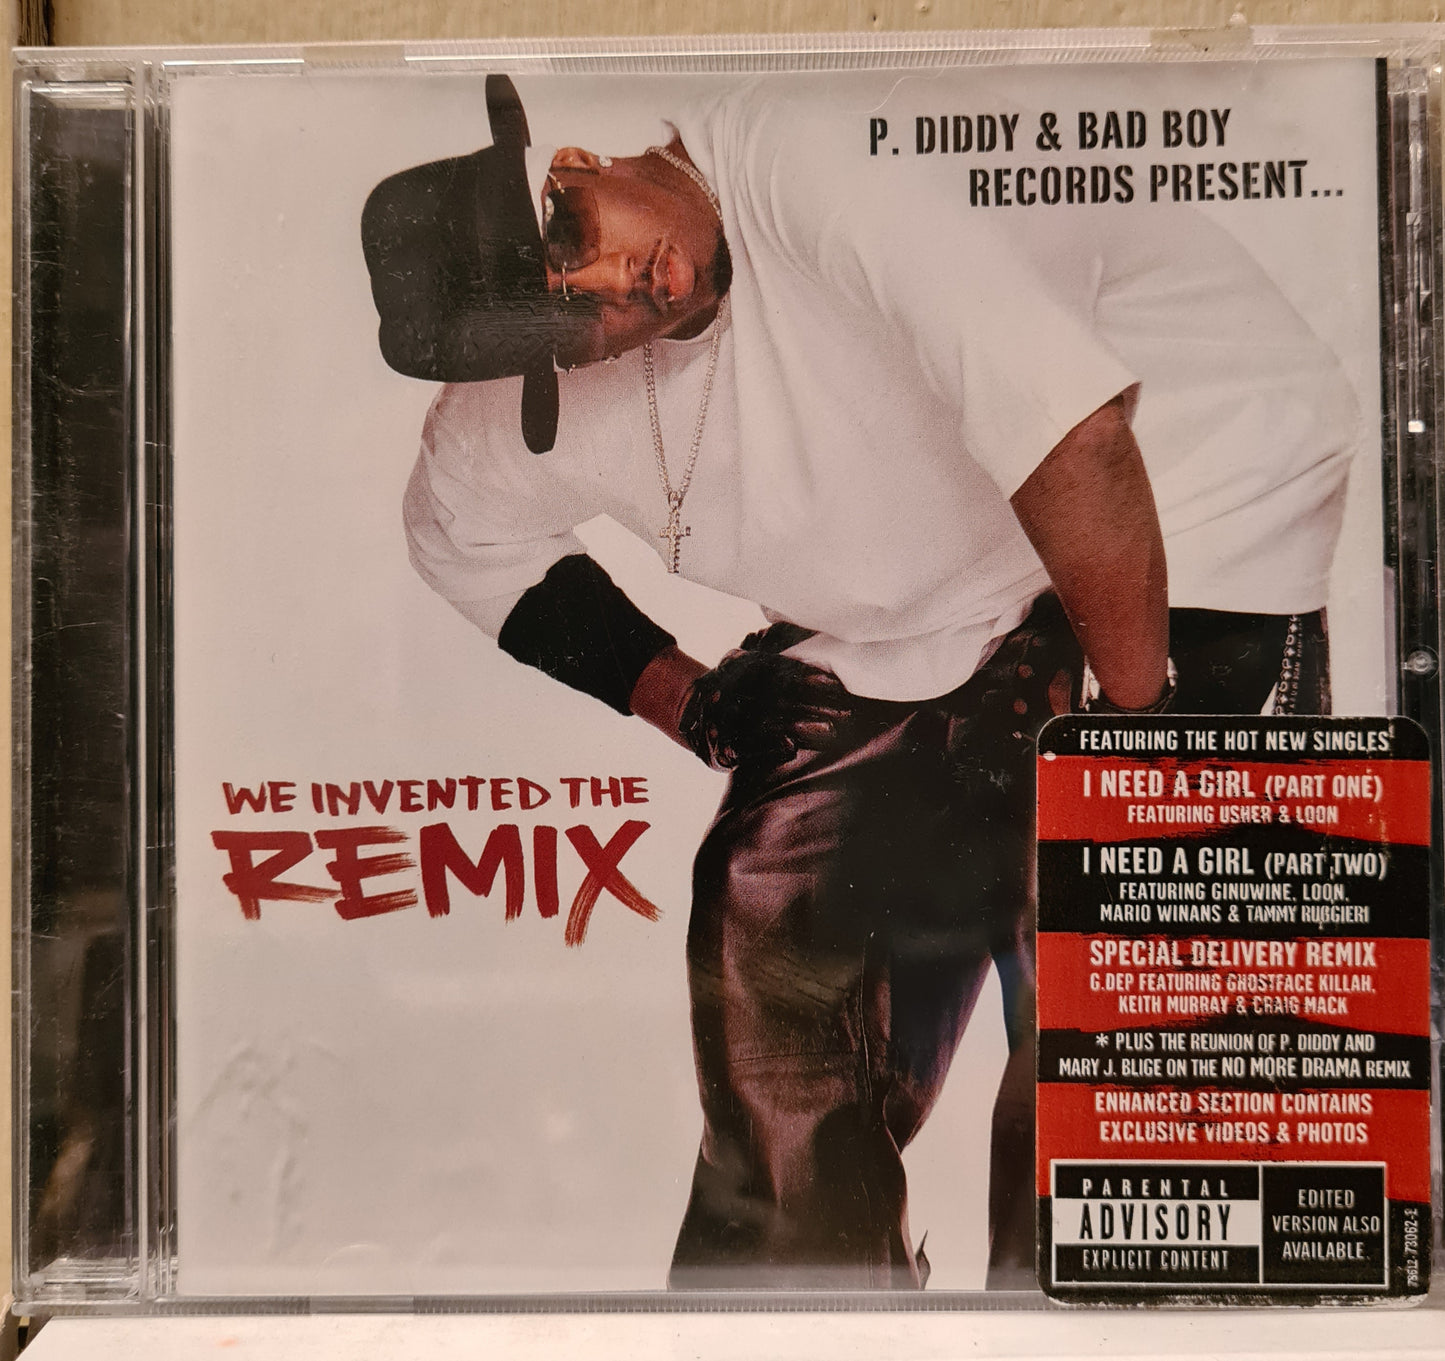 P. DIDDY & BAD BOY
RECORDS PRESENT...
WE INVENTED THE
REMIX
FEATURING THE HOT NEW SINGLES
I NEED A GIRL (PART ONE)
FEATURING USHER & LOON
I NEED A GIRL (PART TWO)
FEATURING GINUWINE, LOON,
MARIO WINANS & TAMMY RUGGIERI
SPECIAL DELIVERY REMIX
G.DEP FEATURING GHOSTFACE KILLAH,
KEITH MURRAY & CRAIG MACK
* PLUS THE REUNION OF P. DIDDY AND
MARY J. BLIGE ON THE NO MORE DRAMA REMIX
ENHANCED SECTION CONTAINS
EXCLUSIVE VIDEOS & PHOTOS
PARENTAL
ADVISORY
EXPLICIT CONTENT
EDITED
VERSION ALSO
AVAILABLE.
78612-73062-2